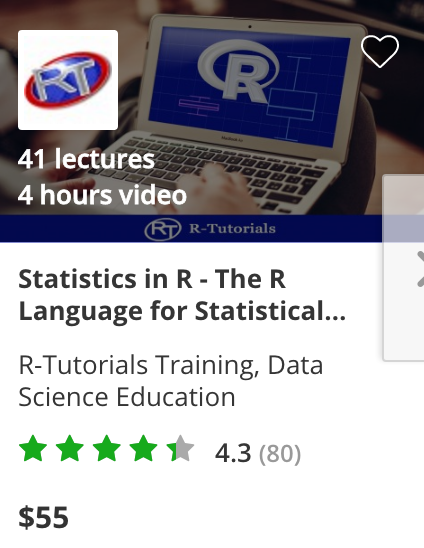 RT
R
41 lectures
4 hours video
RT R-Tutorials
Statistics in R - The R
Language for Statistical...
R-Tutorials Training, Data
Science Education
4.3 (80)
$55